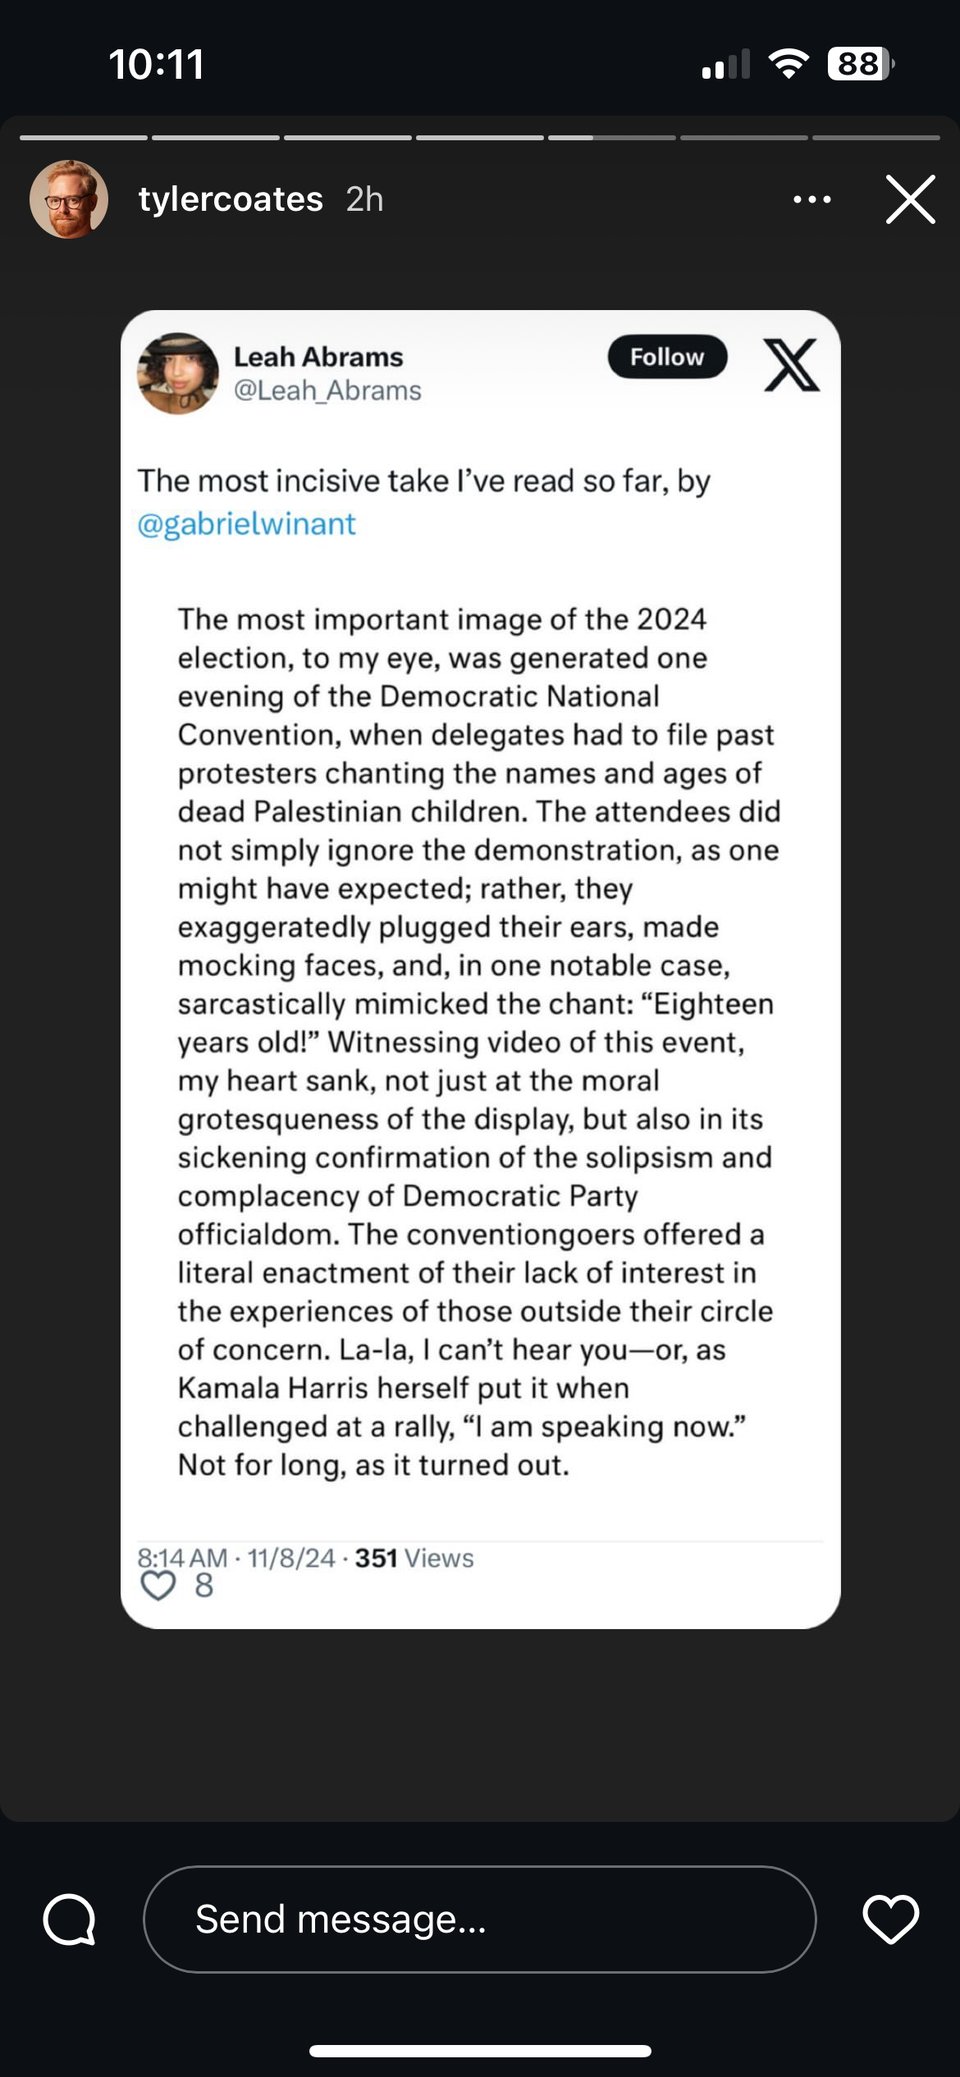 10:11
88
tylercoates 2h
Leah Abrams
@Leah_Abrams
Follow
The most incisive take I’ve read so far, by
@gabrielwinant
The most important image of the 2024
election, to my eye, was generated one
evening of the Democratic National
Convention, when delegates had to file past
protesters chanting the names and ages of
dead Palestinian children. The attendees did
not simply ignore the demonstration, as one
might have expected; rather, they
exaggeratedly plugged their ears, made
mocking faces, and, in one notable case,
sarcastically mimicked the chant: “Eighteen
years old!” Witnessing video of this event,
my heart sank, not just at the moral
grotesqueness of the display, but also in its
sickening confirmation of the solipsism and
complacency of Democratic Party
officialdom. The conventiongoers offered a
literal enactment of their lack of interest in
the experiences of those outside their circle
of concern. La-la, I can’t hear you—or, as
Kamala Harris herself put it when
challenged at a rally, “I am speaking now.”
Not for long, as it turned out.
8:14 AM · 11/8/24 · 351 Views
8
Send message...